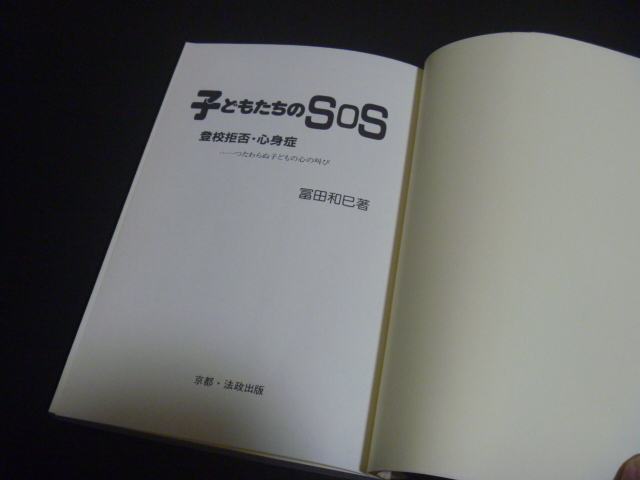 子どもたちのSOS
登校拒否・心身症
――つたわらぬ子どもの心の叫び
冨田和巳著
京都・法政出版